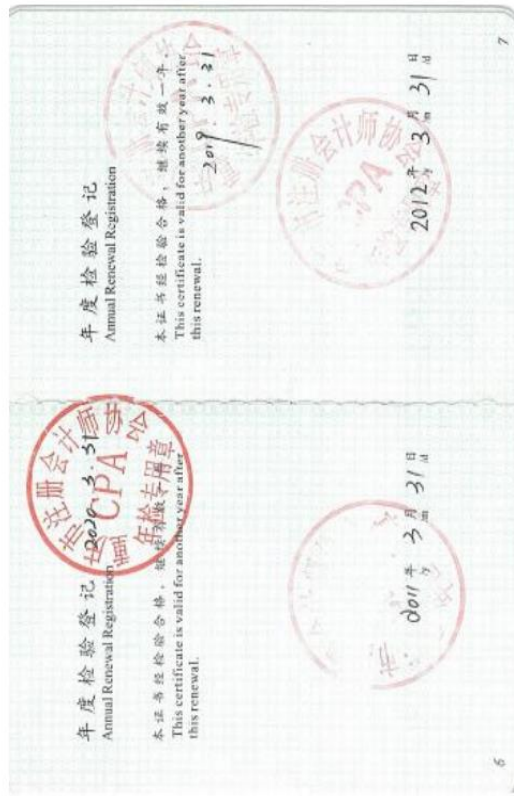 年度检验登记
Annual Renewal Registration
2020 3·31
本证书经检验合格，继续有效一年。
This certificate is valid for another year after
this renewal.
注册会计师协会
CPA
年检专用章
2011年 3月 31日
y m d
6
年度检验登记
Annual Renewal Registration
本证书经检验合格，继续有效一年。
This certificate is valid for another year after
this renewal.
2019 3·31
市注册会计师协会
CPA
2012年 3月 31日
y m d
7